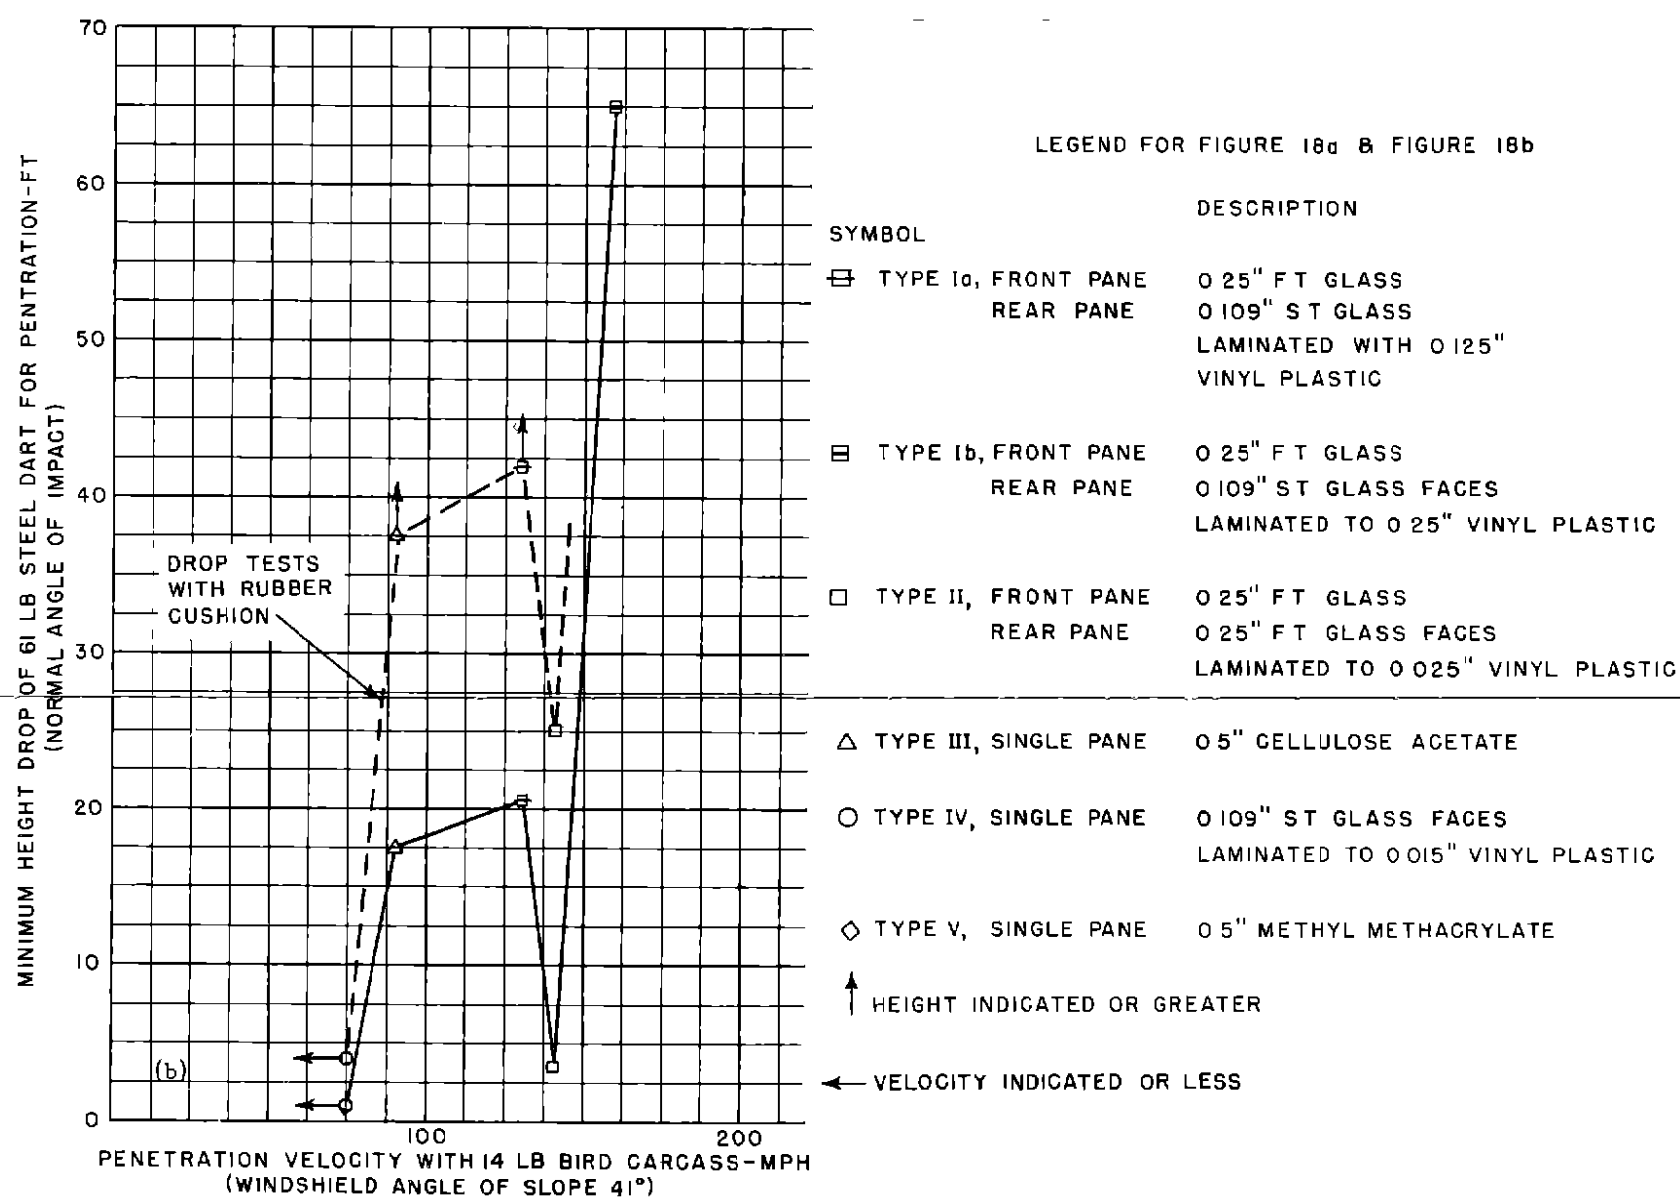 70
60
50
40
30
20
10
0
MINIMUM HEIGHT DROP OF 61 LB STEEL DART FOR PENTRATION-FT
(NORMAL ANGLE OF IMPACT)
DROP TESTS
WITH RUBBER
CUSHION
(b)
100
200
PENETRATION VELOCITY WITH 14 LB BIRD CARCASS-MPH
(WINDSHIELD ANGLE OF SLOPE 41°)
LEGEND FOR FIGURE 18a & FIGURE 18b
DESCRIPTION
SYMBOL
TYPE Ia, FRONT PANE 0 25" F T GLASS
REAR PANE 0 109" S T GLASS
LAMINATED WITH 0 125"
VINYL PLASTIC
TYPE Ib, FRONT PANE 0 25" F T GLASS
REAR PANE 0 109" ST GLASS FACES
LAMINATED TO 0 25" VINYL PLASTIC
TYPE II, FRONT PANE 0 25" F T GLASS
REAR PANE 0 25" F T GLASS FACES
LAMINATED TO 0 025" VINYL PLASTIC
TYPE III, SINGLE PANE 0 5" CELLULOSE ACETATE
TYPE IV, SINGLE PANE 0 109" ST GLASS FACES
LAMINATED TO 0 015" VINYL PLASTIC
TYPE V, SINGLE PANE 0 5" METHYL METHACRYLATE
HEIGHT INDICATED OR GREATER
VELOCITY INDICATED OR LESS